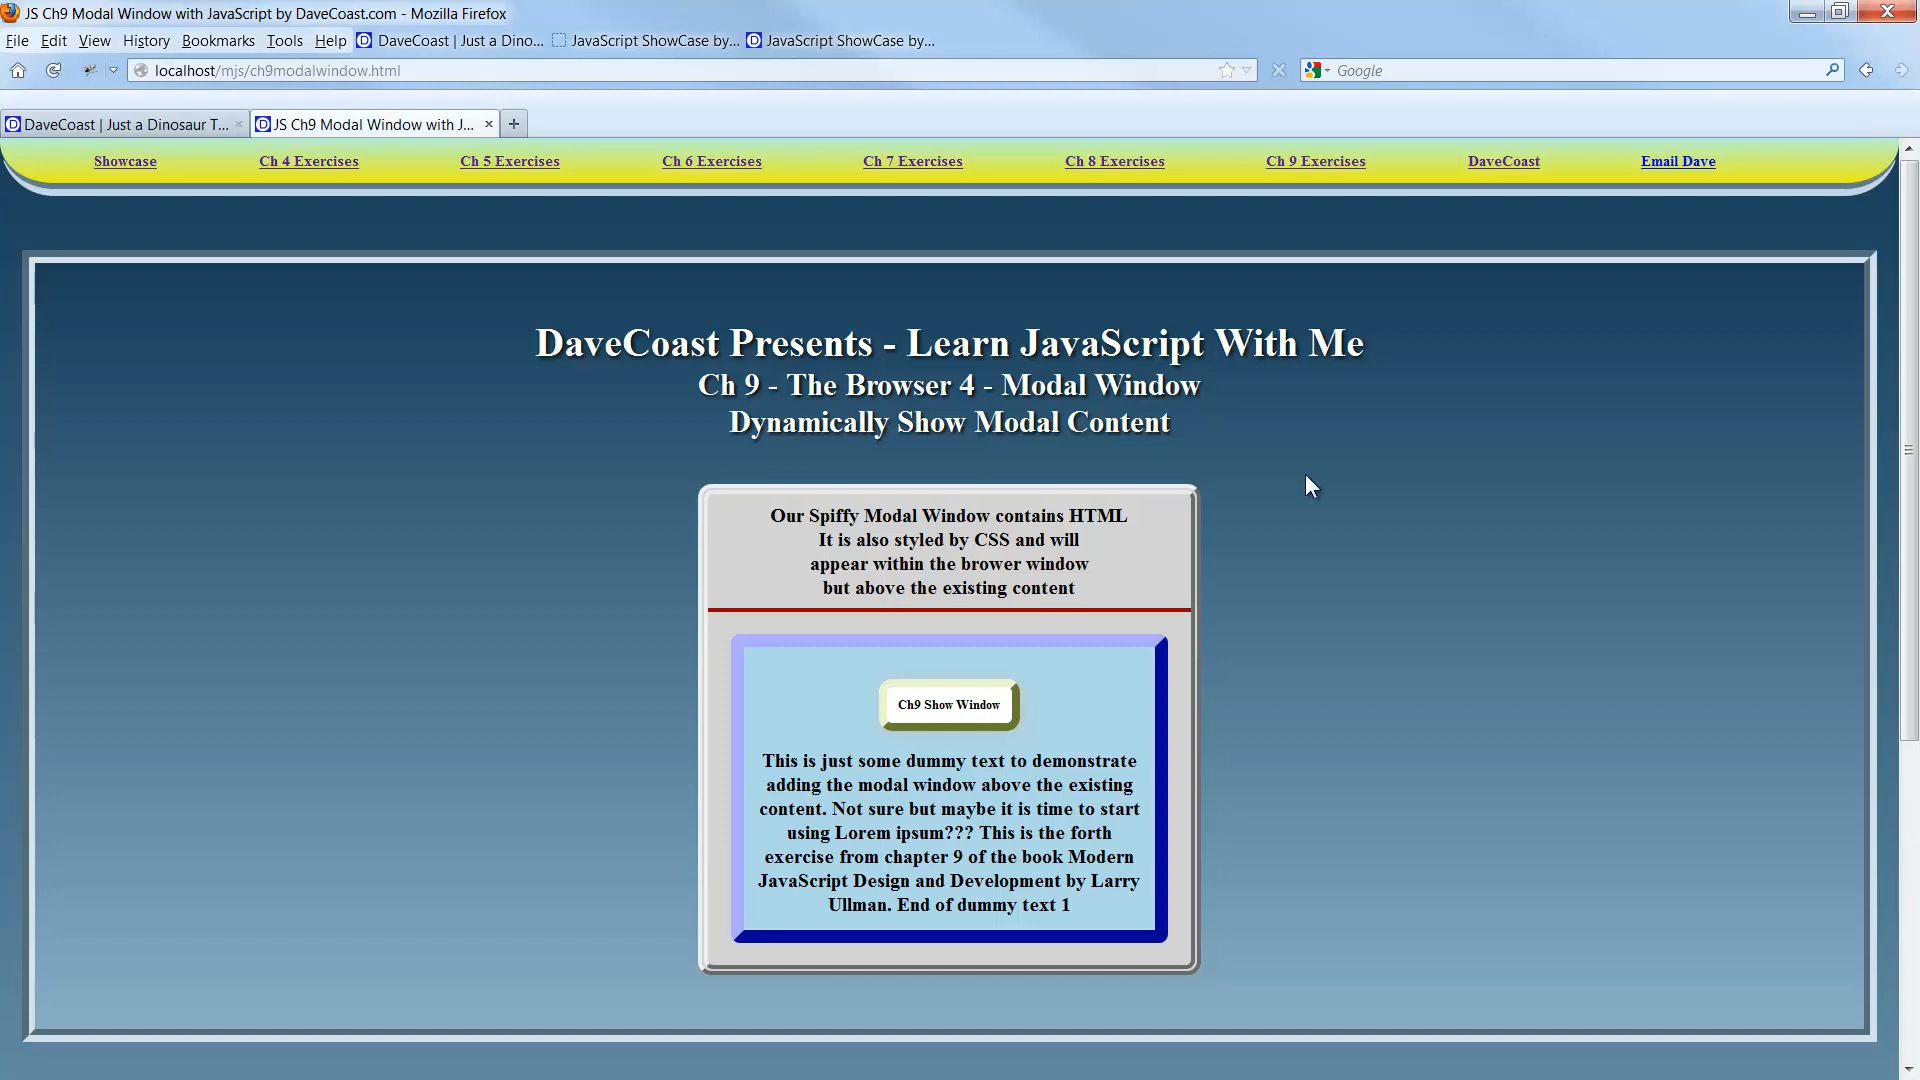 JS Ch9 Modal Window with JavaScript by DaveCoast.com - Mozilla Firefox
File Edit View History Bookmarks Tools Help DaveCoast | Just a Dino... JavaScript ShowCase by... JavaScript ShowCase by...
localhost/mjs/ch9modalwindow.html Google
DaveCoast | Just a Dinosaur T... JS Ch9 Modal Window with J...
Showcase Ch 4 Exercises Ch 5 Exercises Ch 6 Exercises Ch 7 Exercises Ch 8 Exercises Ch 9 Exercises DaveCoast Email Dave
DaveCoast Presents - Learn JavaScript With Me
Ch 9 - The Browser 4 - Modal Window
Dynamically Show Modal Content
Our Spiffy Modal Window contains HTML
It is also styled by CSS and will
appear within the brower window
but above the existing content
Ch9 Show Window
This is just some dummy text to demonstrate
adding the modal window above the existing
content. Not sure but maybe it is time to start
using Lorem ipsum??? This is the forth
exercise from chapter 9 of the book Modern
JavaScript Design and Development by Larry
Ullman. End of dummy text 1